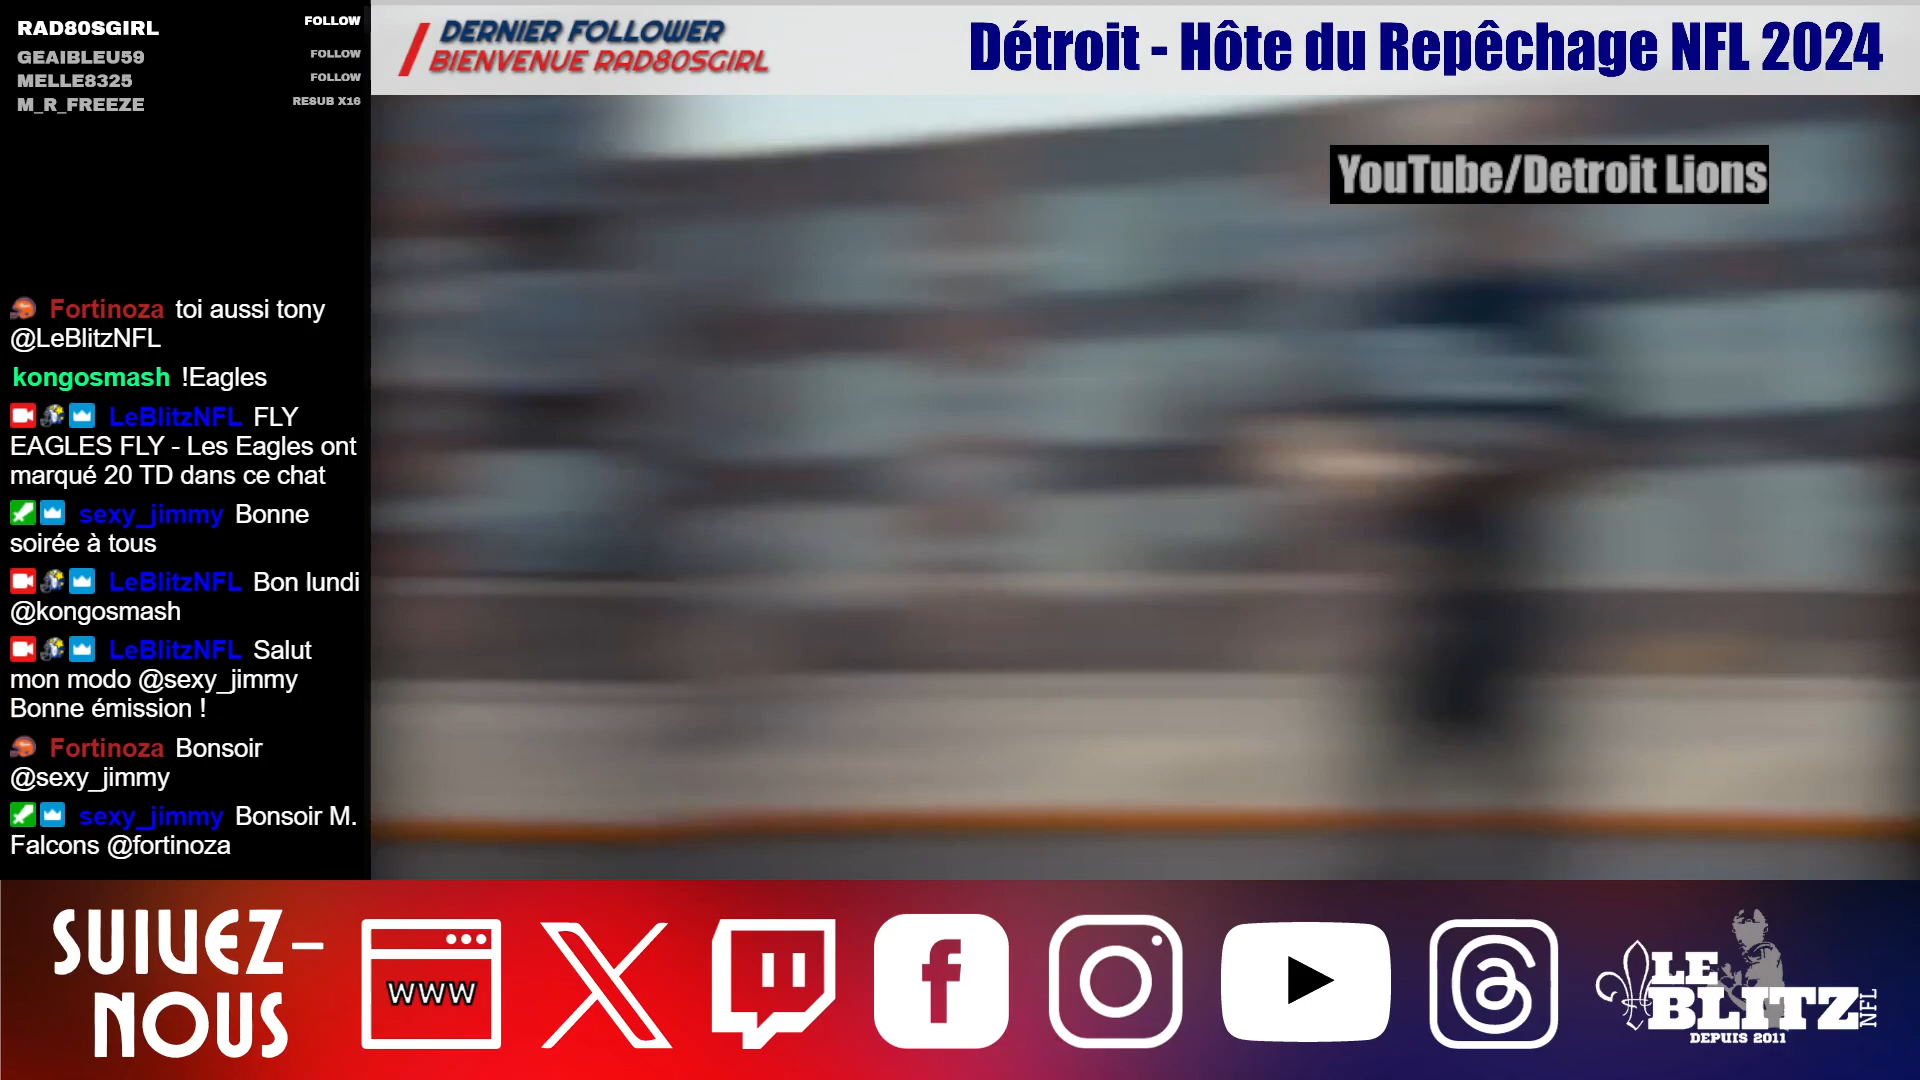 RAD80SGIRL FOLLOW
GEAIBLEU59 FOLLOW
MELLE8325 FOLLOW
M_R_FREEZE RESUB X16
DERNIER FOLLOWER
BIENVENUE RAD80SGIRL
Détroit - Hôte du Repêchage NFL 2024
YouTube/Detroit Lions
Fortinoza toi aussi tony
@LeBlitzNFL
kongosmash !Eagles
LeBlitzNFL FLY
EAGLES FLY - Les Eagles ont
marqué 20 TD dans ce chat
sexy_jimmy Bonne
soirée à tous
LeBlitzNFL Bon lundi
@kongosmash
LeBlitzNFL Salut
mon modo @sexy_jimmy
Bonne émission !
Fortinoza Bonsoir
@sexy_jimmy
sexy_jimmy Bonsoir M.
Falcons @fortinoza
SUIVEZ-
NOUS
WWW
LE
BLITZ NFL
DEPUIS 2011